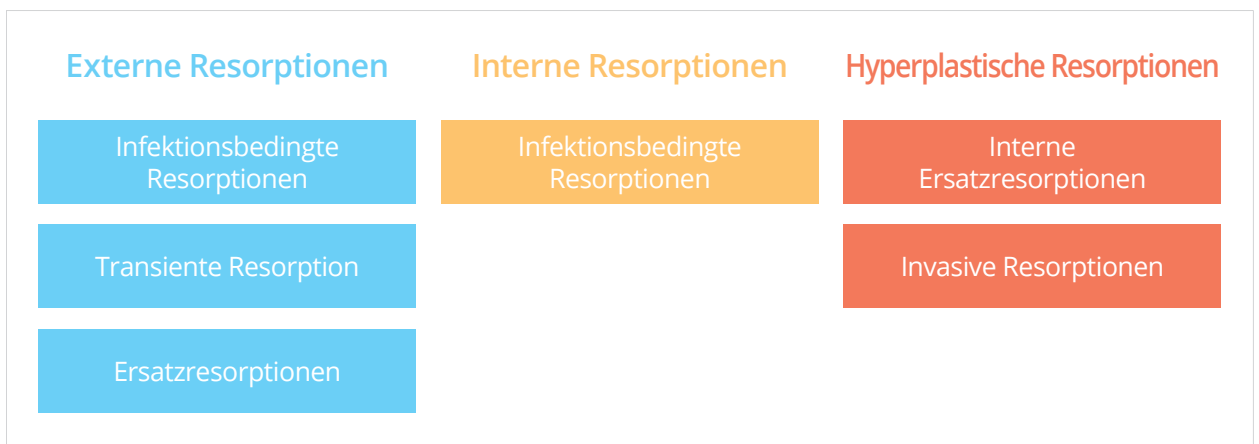 Externe Resorptionen
Infektionsbedingte
Resorptionen
Transiente Resorption
Ersatzresorptionen
Interne Resorptionen
Infektionsbedingte
Resorptionen
Hyperplastische Resorptionen
Interne
Ersatzresorptionen
Invasive Resorptionen